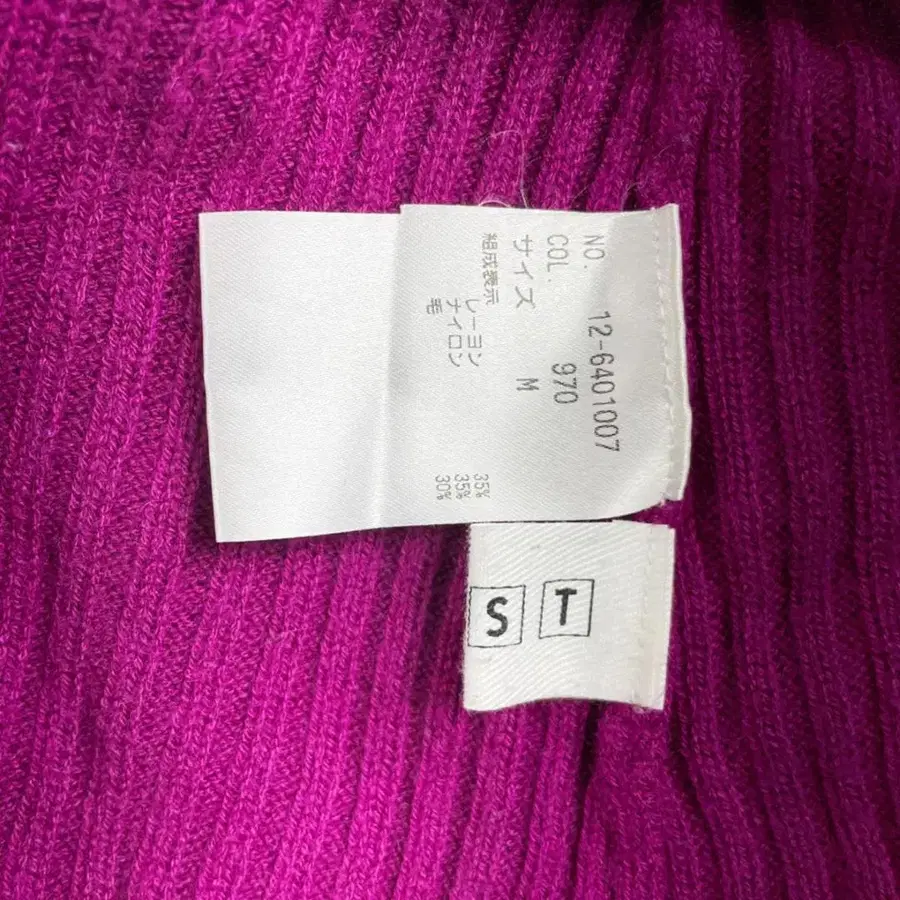 NO. 12-6401007
COL. 970
サイズ M
組成表示
レーヨン 35%
ナイロン 35%
毛 30%
S T